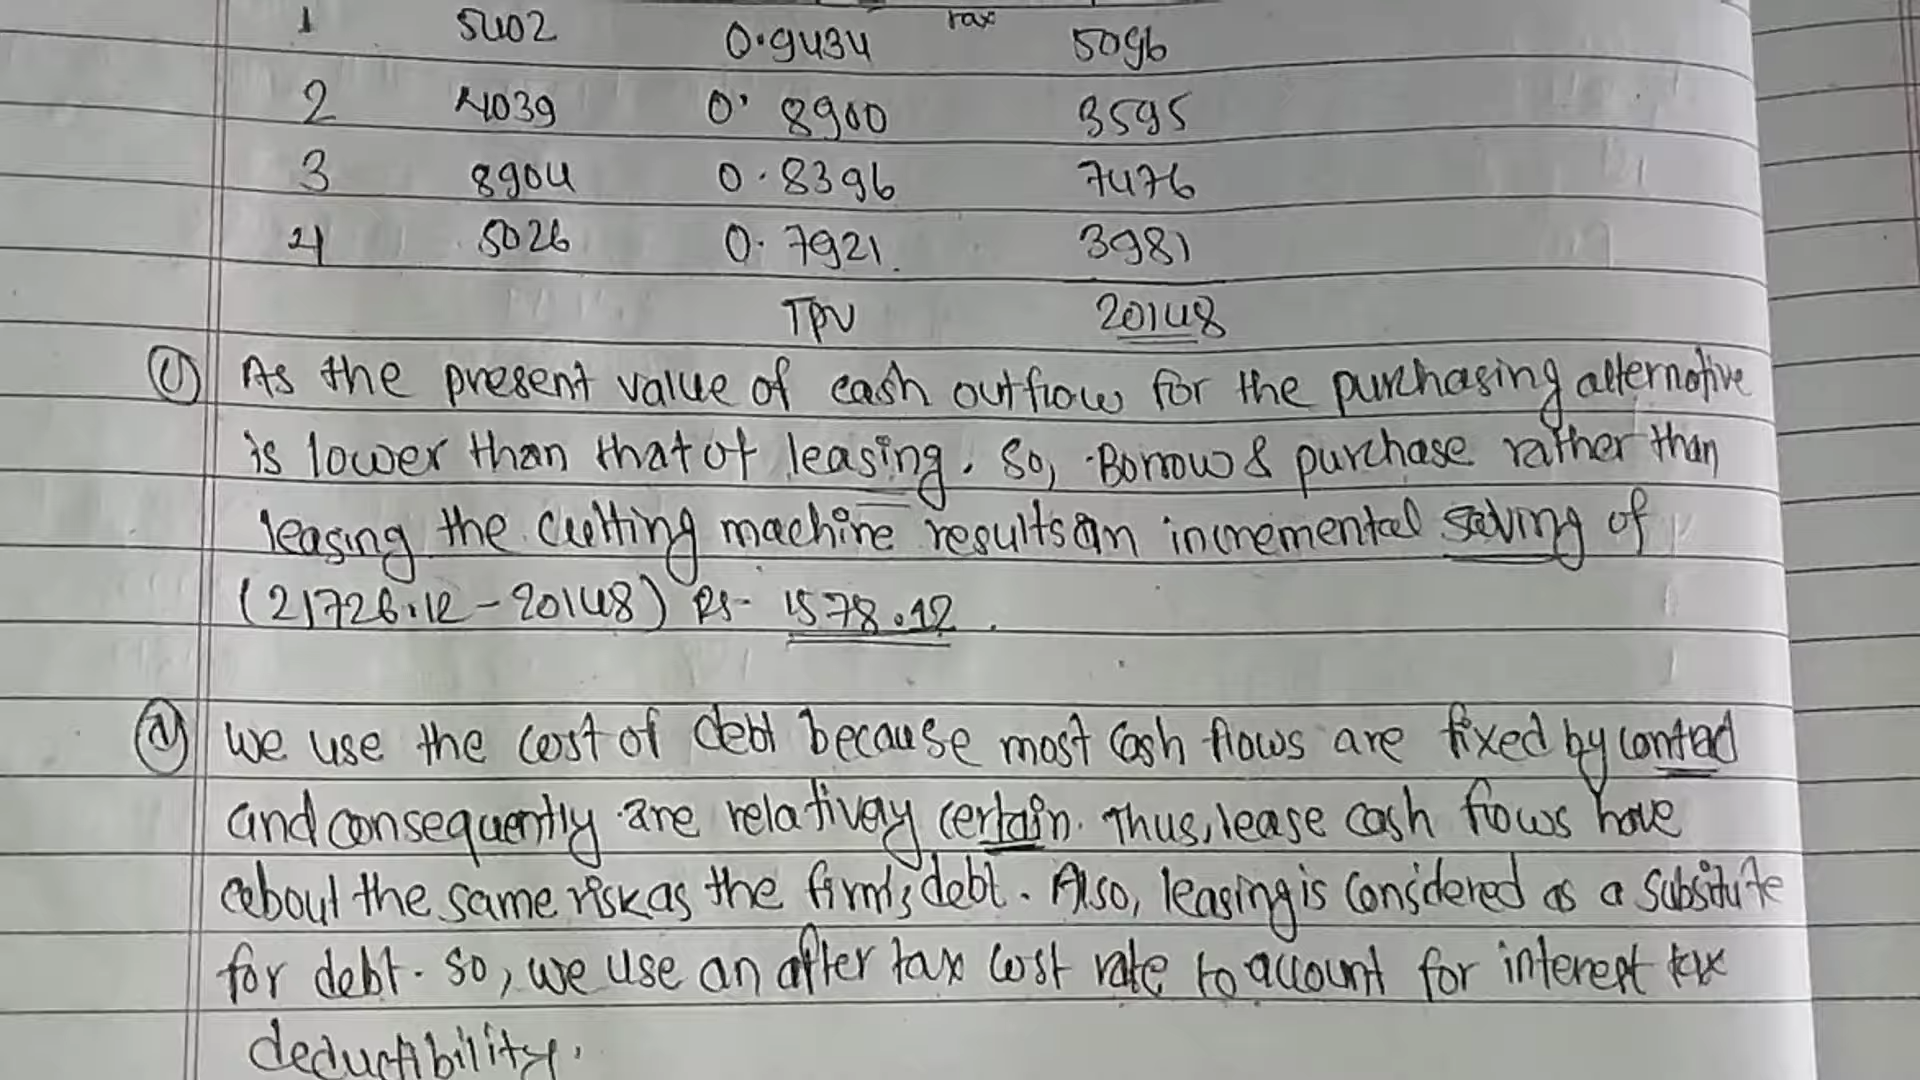 1 5402 0.9434 tax 5096
2 4039 0.8900 3595
3 8904 0.8396 7476
4 5026 0.7921 3981
TPV 20148
c) As the present value of cash outflow for the purchasing alternative
is lower than that of leasing. So, Borrow & purchase rather than
leasing the cutting machine results an incremental saving of
(21726.12 - 20148) Rs- 1578.12.
d) We use the cost of debt because most cash flows are fixed by contract
and consequently are relativey certain. Thus, lease cash flows have
about the same risk as the firm's debt. Also, leasing is considered as a subsitute
for debt. So, we use an after tax cost rate to account for interest tax
deductibility.